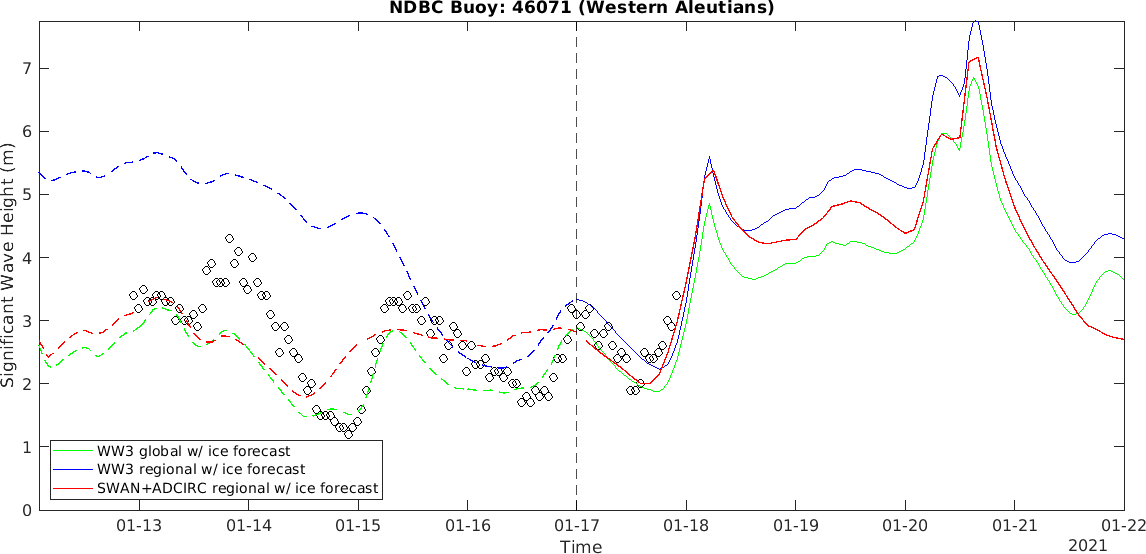 NDBC Buoy: 46071 (Western Aleutians)
Significant Wave Height (m)
7
6
5
4
3
2
1
0
WW3 global w/ ice forecast
WW3 regional w/ ice forecast
SWAN+ADCIRC regional w/ ice forecast
01-13 01-14 01-15 01-16 01-17 01-18 01-19 01-20 01-21 01-22
Time
2021